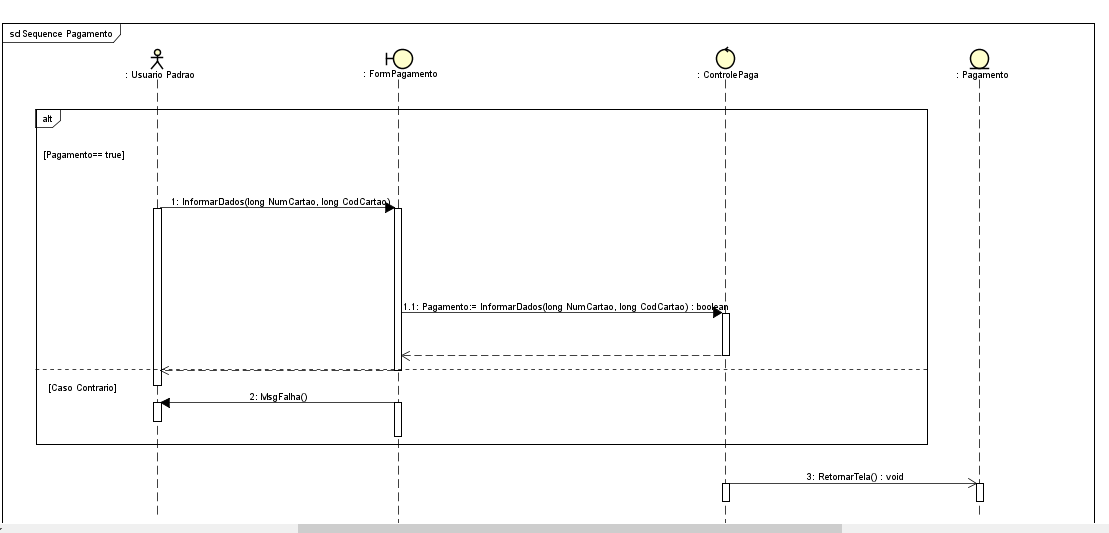 sd Sequence Pagamento
: Usuario Padrao
: FormPagamento
: ControlePaga
: Pagamento
alt
[Pagamento== true]
1: InformarDados(long NumCartao, long CodCartao)
1.1: Pagamento:= InformarDados(long NumCartao, long CodCartao) : boolean
[Caso Contrario]
2: MsgFalha()
3: RetornarTela() : void